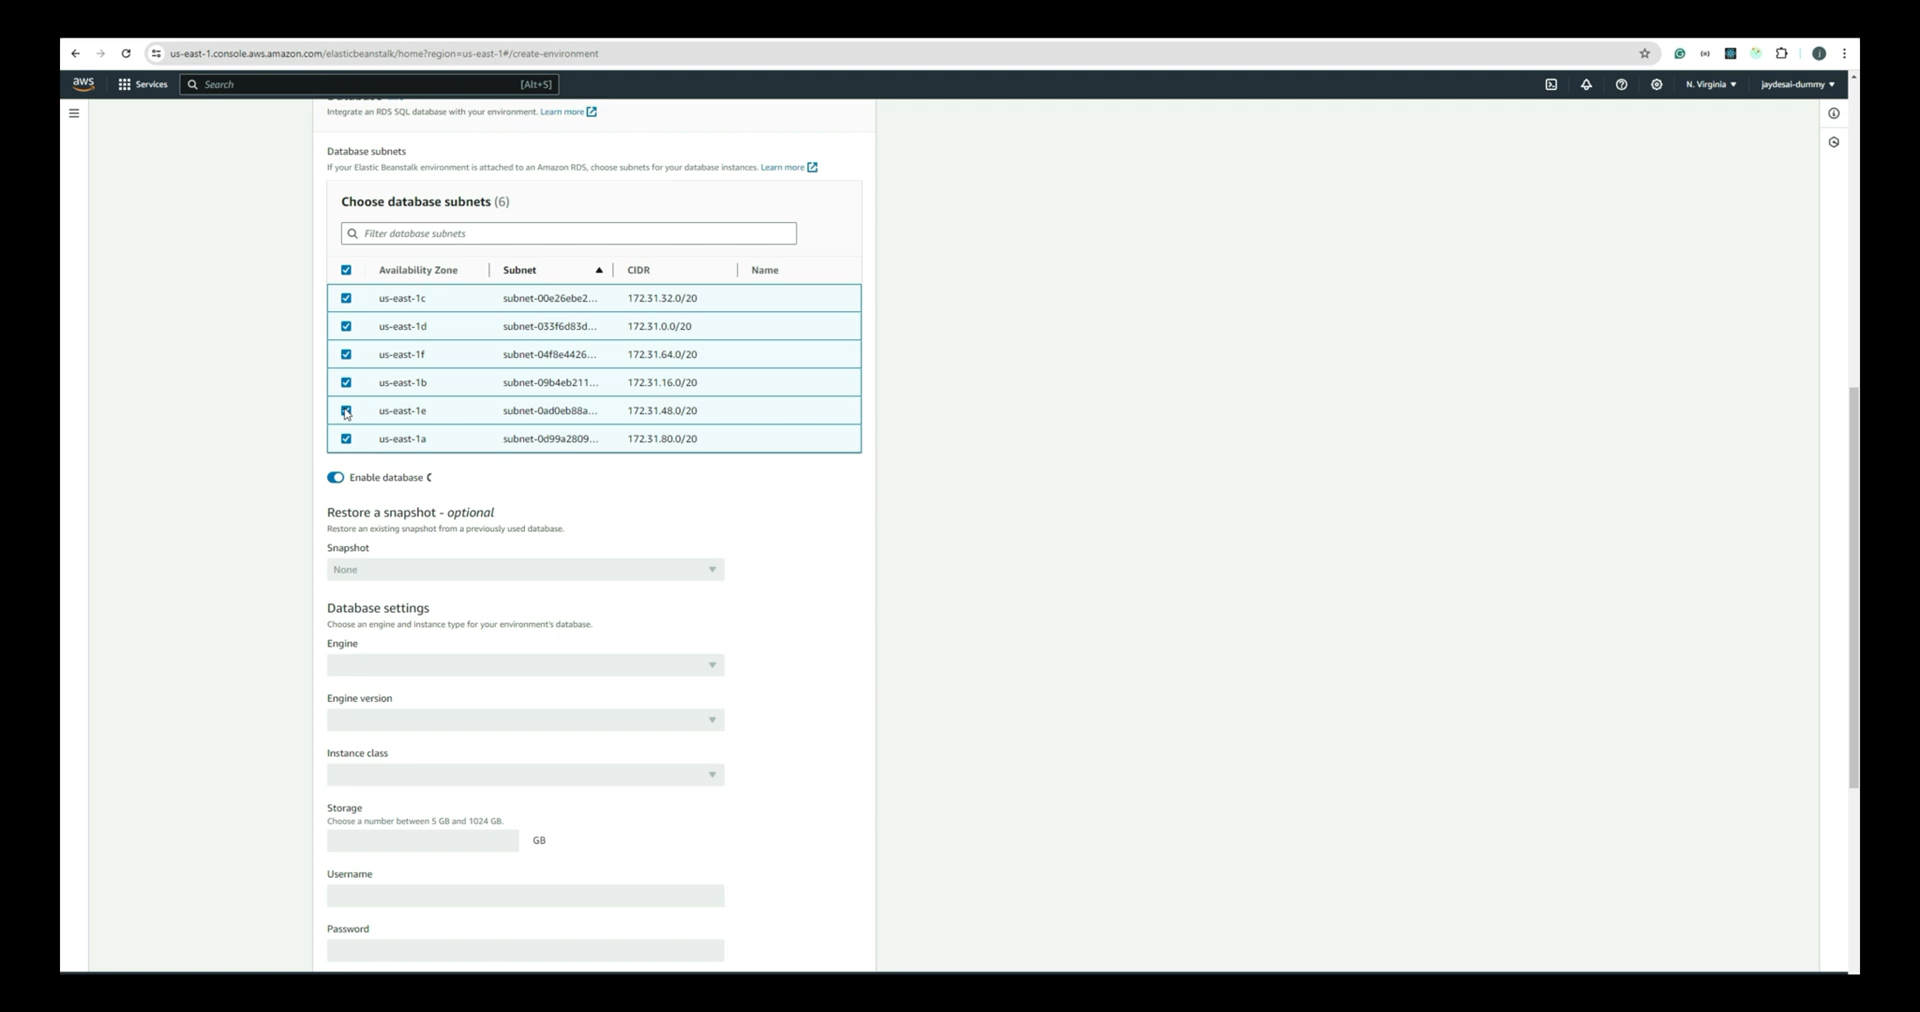 us-east-1.console.aws.amazon.com/elasticbeanstalk/home?region=us-east-1#/create-environment
aws Services Search [Alt+S] N. Virginia jaydesai-dummy
Integrate an RDS SQL database with your environment. Learn more
Database subnets
If your Elastic Beanstalk environment is attached to an Amazon RDS, choose subnets for your database instances. Learn more
Choose database subnets (6)
Filter database subnets
Availability Zone Subnet CIDR Name
us-east-1c subnet-00e26ebe2... 172.31.32.0/20
us-east-1d subnet-033f6d83d... 172.31.0.0/20
us-east-1f subnet-04f8e4426... 172.31.64.0/20
us-east-1b subnet-09b4eb211... 172.31.16.0/20
us-east-1e subnet-0ad0eb88a... 172.31.48.0/20
us-east-1a subnet-0d99a2809... 172.31.80.0/20
Enable database
Restore a snapshot - optional
Restore an existing snapshot from a previously used database.
Snapshot
None
Database settings
Choose an engine and instance type for your environment's database.
Engine
Engine version
Instance class
Storage
Choose a number between 5 GB and 1024 GB.
GB
Username
Password